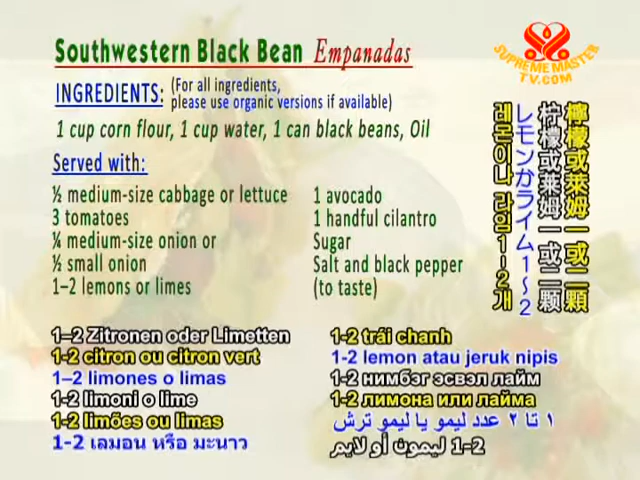 Southwestern Black Bean Empanadas
SUPREME MASTER
TV.COM
INGREDIENTS: (For all ingredients,
please use organic versions if available)
1 cup corn flour, 1 cup water, 1 can black beans, Oil
Served with:
½ medium-size cabbage or lettuce
3 tomatoes
¼ medium-size onion or
½ small onion
1–2 lemons or limes
1 avocado
1 handful cilantro
Sugar
Salt and black pepper
(to taste)
檸檬或萊姆一或二顆
柠檬或莱姆一或二颗
レモンかライム1～2
레몬이나 라임 1-2개
1–2 Zitronen oder Limetten
1-2 citron ou citron vert
1–2 limones o limas
1-2 limoni o lime
1-2 limões ou limas
1-2 เลมอน หรือ มะนาว
1-2 trái chanh
1-2 lemon atau jeruk nipis
1-2 нимбэг эсвэл лайм
1-2 лимона или лайма
۱ تا ۲ عدد لیمو یا لیمو ترش
1-2 ليمون أو لايم